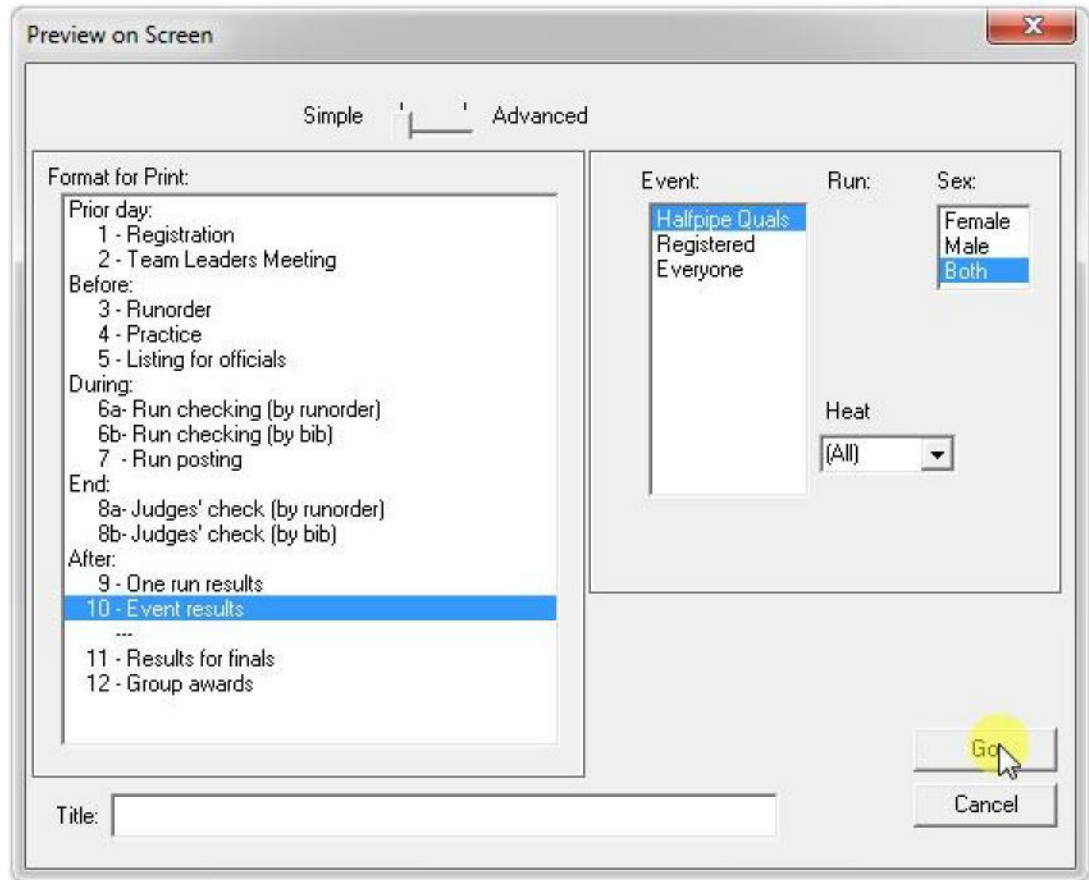 Preview on Screen
Simple Advanced
Format for Print:
Prior day:
1 - Registration
2 - Team Leaders Meeting
Before:
3 - Runorder
4 - Practice
5 - Listing for officials
During:
6a- Run checking (by runorder)
6b- Run checking (by bib)
7 - Run posting
End:
8a- Judges' check (by runorder)
8b- Judges' check (by bib)
After:
9 - One run results
10 - Event results
---
11 - Results for finals
12 - Group awards
Event:
Halfpipe Quals
Registered
Everyone
Run:
Sex:
Female
Male
Both
Heat
(All)
Go
Cancel
Title: